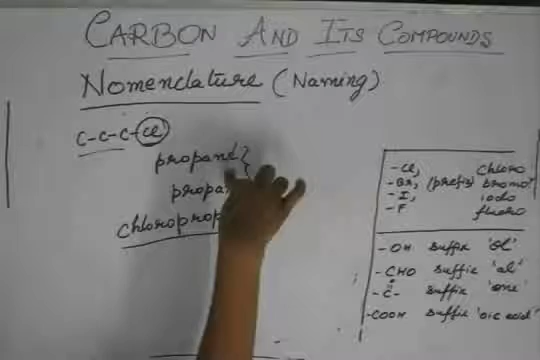 CARBON AND ITS COMPOUNDS
Nomenclature (Naming)
C-C-C-Cl
propane
propa
chloroprop
-Cl, chloro
-Br, (prefix) bromo
-I, iodo
-F fluoro
-OH suffix 'ol'
-CHO suffix 'al'
-C- suffix 'one'
-COOH suffix 'oic acid'